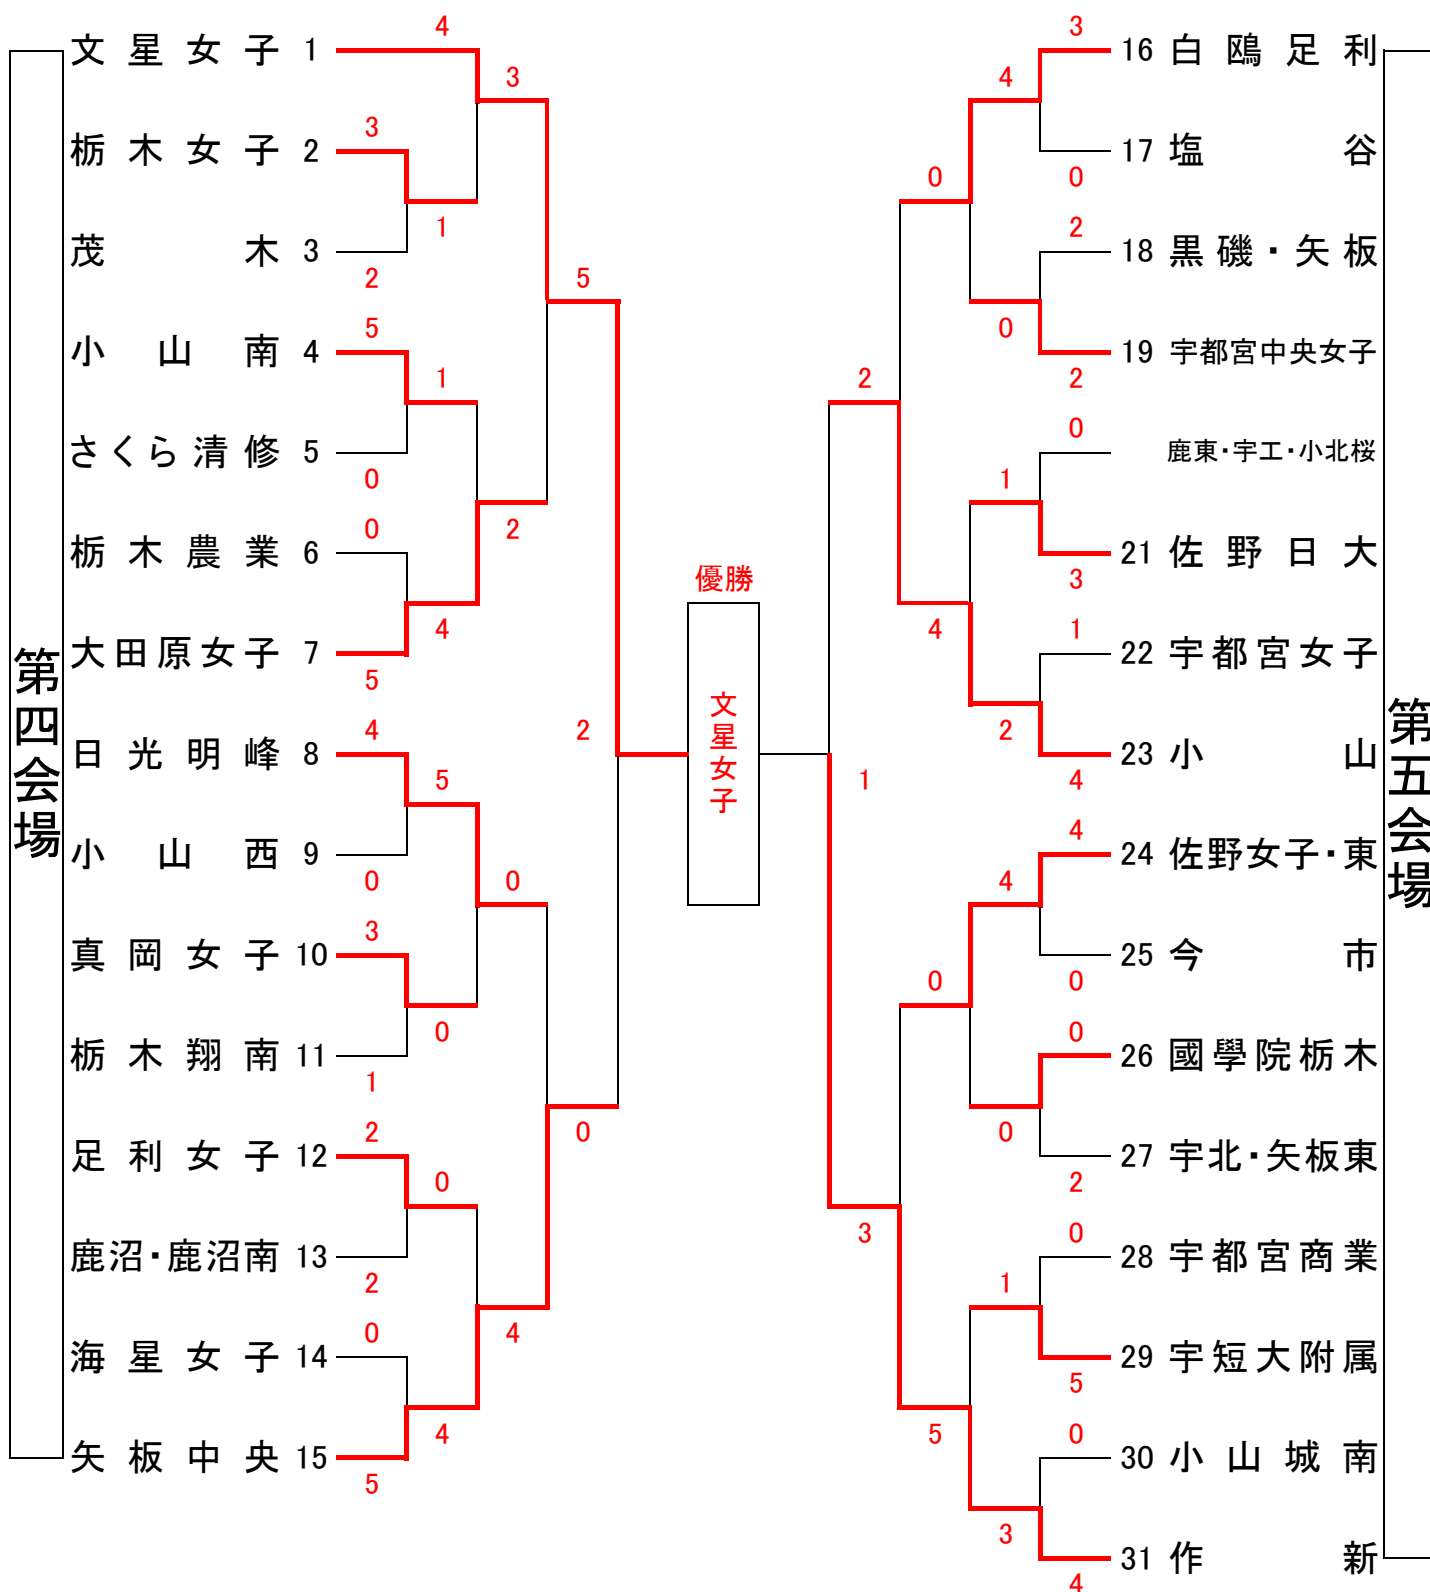 第四会場
4
文星女子 1
3
3
栃木女子 2
1
茂木 3
2
5
5
小山南 4
1
さくら清修 5
0
0
2
栃木農業 6
4
大田原女子 7
5
4
2
日光明峰 8
5
小山西 9
0
0
3
真岡女子 10
0
栃木翔南 11
1
2
0
足利女子 12
0
鹿沼・鹿沼南 13
2
0
4
海星女子 14
4
矢板中央 15
5
優勝
文星女子
3
16 白鴎足利
4
17 塩谷
0
0
2
18 黒磯・矢板
0
19 宇都宮中央女子
2
2
0
鹿東・宇工・小北桜
1
21 佐野日大
3
4
1
22 宇都宮女子
2
23 小山
4
1
4
24 佐野女子・東
4
25 今市
0
0
0
26 國學院栃木
0
27 宇北・矢板東
2
3
0
28 宇都宮商業
1
29 宇短大附属
5
5
0
30 小山城南
3
31 作新
4
第五会場